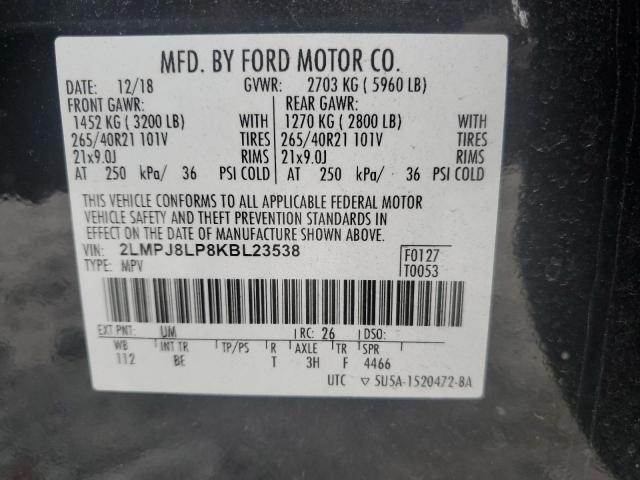 MFD. BY FORD MOTOR CO.
DATE: 12/18 GVWR: 2703 KG ( 5960 LB)
FRONT GAWR: REAR GAWR:
1452 KG ( 3200 LB) WITH 1270 KG ( 2800 LB) WITH
265/40R21 101V TIRES 265/40R21 101V TIRES
21x9.0J RIMS 21x9.0J RIMS
AT 250 kPa/ 36 PSI COLD AT 250 kPa/ 36 PSI COLD
THIS VEHICLE CONFORMS TO ALL APPLICABLE FEDERAL MOTOR
VEHICLE SAFETY AND THEFT PREVENTION STANDARDS IN
EFFECT ON THE DATE OF MANUFACTURE SHOWN ABOVE.
VIN: 2LMPJ8LP8KBL23538 F0127
TYPE: MPV T0053
EXT PNT: UM RC: 26 DSO:
WB INT TR TP/PS R AXLE TR SPR
112 BE T 3H F 4466
UTC ▽ 5U5A-1520472-BA